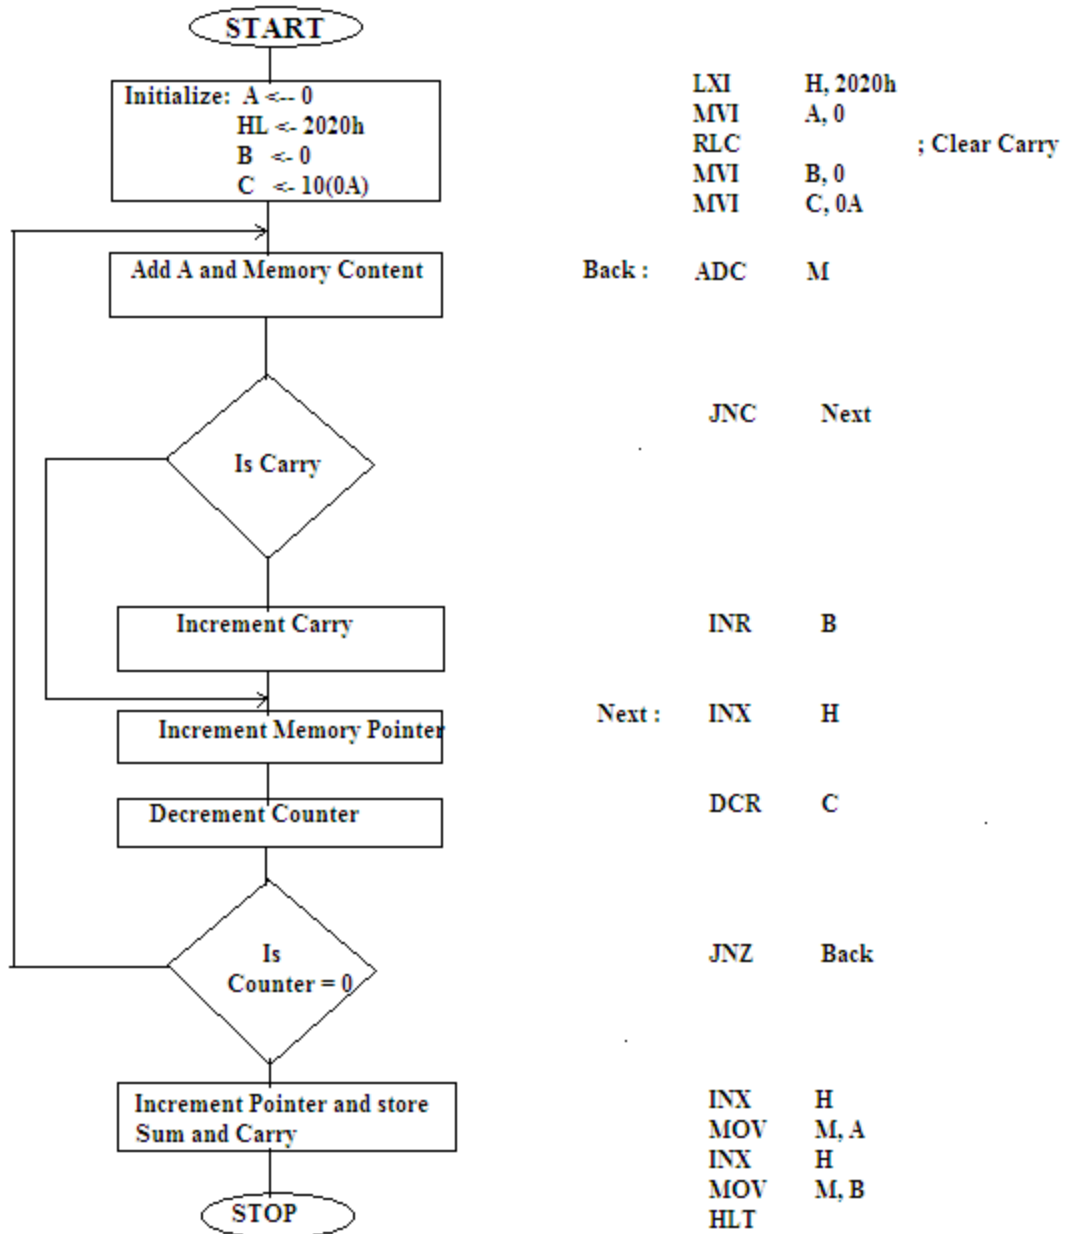 START
Initialize: A <-- 0
HL <- 2020h
B <- 0
C <- 10(0A)
Add A and Memory Content
Is Carry
Increment Carry
Increment Memory Pointer
Decrement Counter
Is
Counter = 0
Increment Pointer and store
Sum and Carry
STOP
LXI H, 2020h
MVI A, 0
RLC ; Clear Carry
MVI B, 0
MVI C, 0A
Back : ADC M
JNC Next
INR B
Next : INX H
DCR C
JNZ Back
INX H
MOV M, A
INX H
MOV M, B
HLT